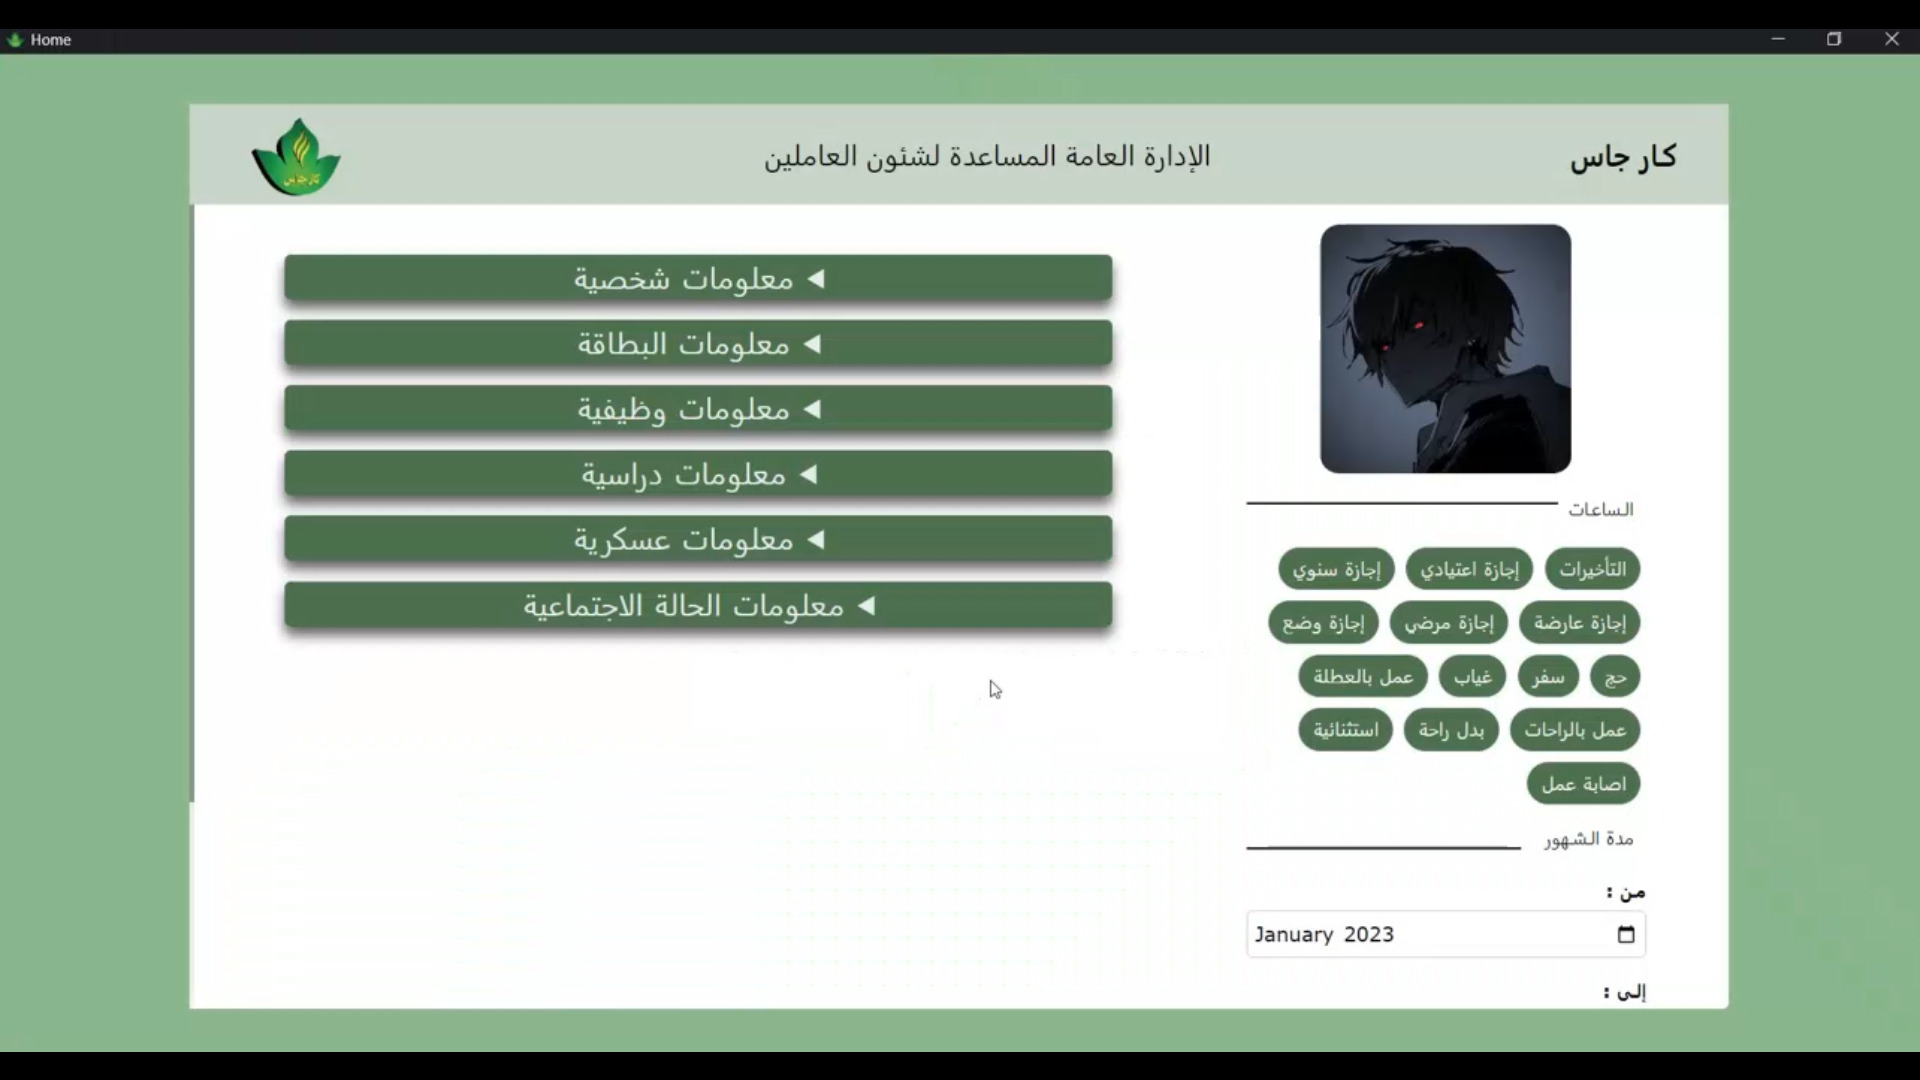 Home
كار جاس
الإدارة العامة المساعدة لشئون العاملين
كار جاس
معلومات شخصية
معلومات البطاقة
معلومات وظيفية
معلومات دراسية
معلومات عسكرية
معلومات الحالة الاجتماعية
الساعات
التأخيرات إجازة اعتيادي إجازة سنوي
إجازة عارضة إجازة مرضي إجازة وضع
حج سفر غياب عمل بالعطلة
عمل بالراحات بدل راحة استثنائية
اصابة عمل
مدة الشهور
من :
January 2023
إلى :